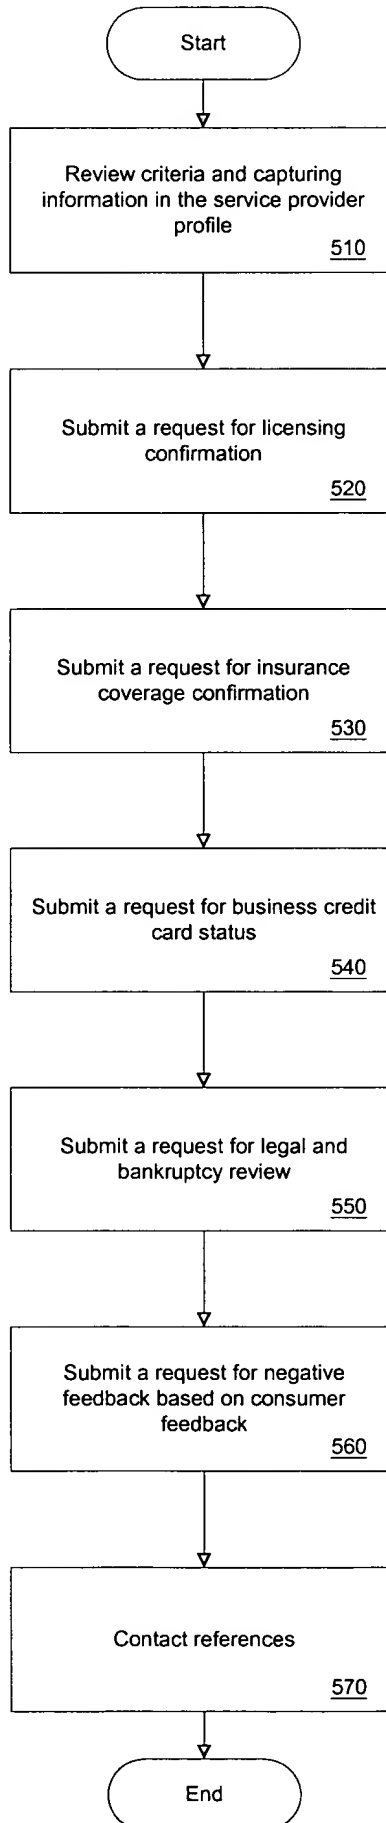 Start
Review criteria and capturing
information in the service provider
profile
510
Submit a request for licensing
confirmation
520
Submit a request for insurance
coverage confirmation
530
Submit a request for business credit
card status
540
Submit a request for legal and
bankruptcy review
550
Submit a request for negative
feedback based on consumer
feedback
560
Contact references
570
End